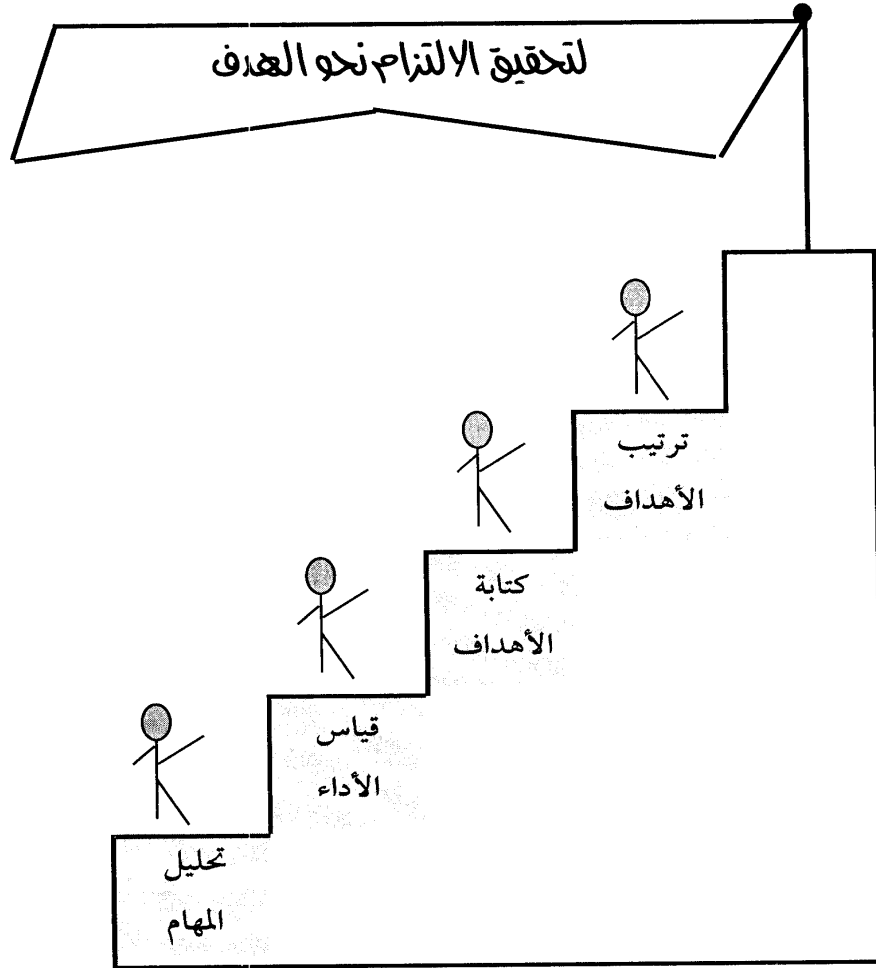 لتحقيق الالتزام نحو الهدف
ترتيب
الأهداف
كتابة
الأهداف
قياس
الأداء
تحليل
المهام